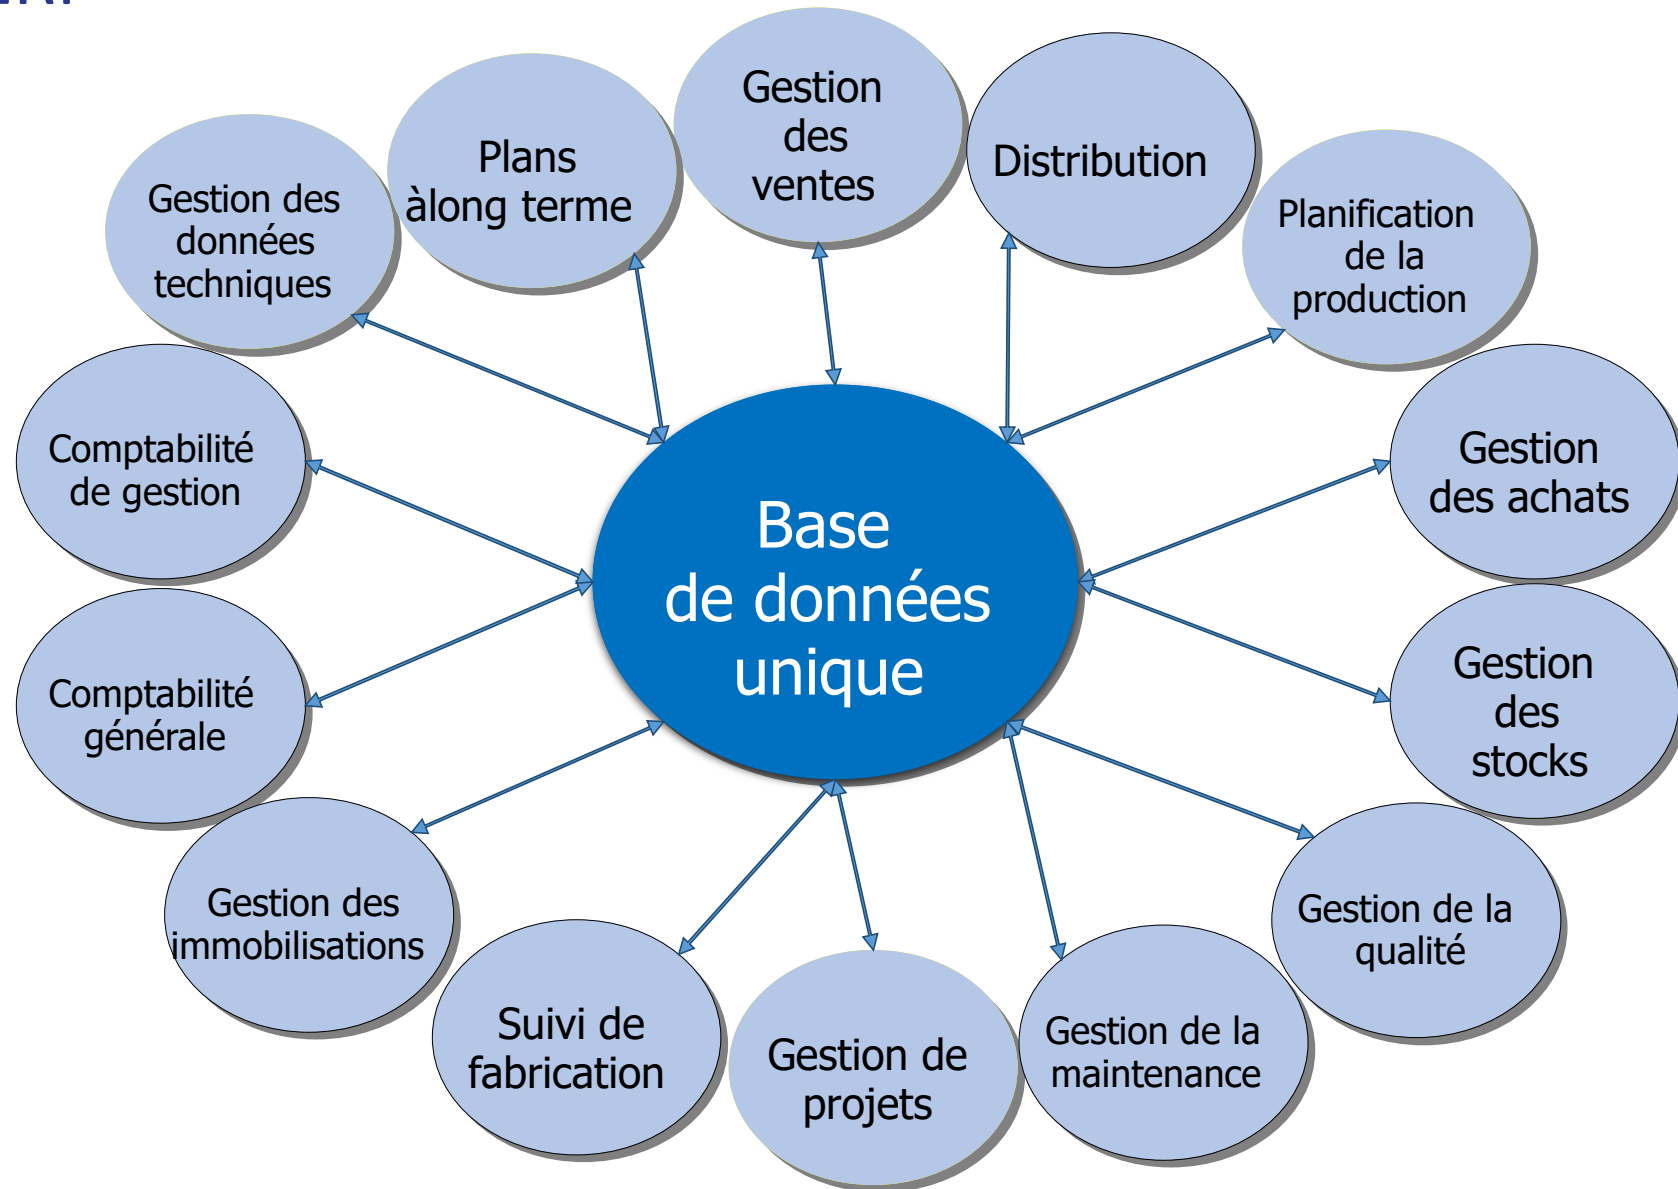 Gestion
des
ventes
Distribution
Plans
àlong terme
Gestion des
données
techniques
Planification
de la
production
Comptabilité
de gestion
Gestion
des achats
Base
de données
unique
Comptabilité
générale
Gestion
des
stocks
Gestion des
immobilisations
Gestion de la
qualité
Suivi de
fabrication
Gestion de
projets
Gestion de la
maintenance